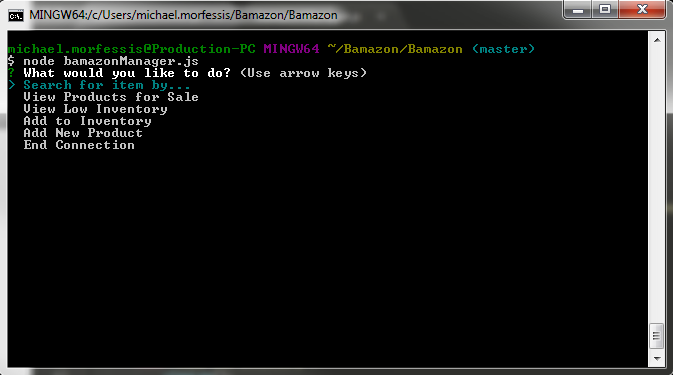 MINGW64:/c/Users/michael.morfessis/Bamazon/Bamazon
michael.morfessis@Production-PC MINGW64 ~/Bamazon/Bamazon (master)
$ node bamazonManager.js
? What would you like to do? (Use arrow keys)
> Search for item by...
View Products for Sale
View Low Inventory
Add to Inventory
Add New Product
End Connection